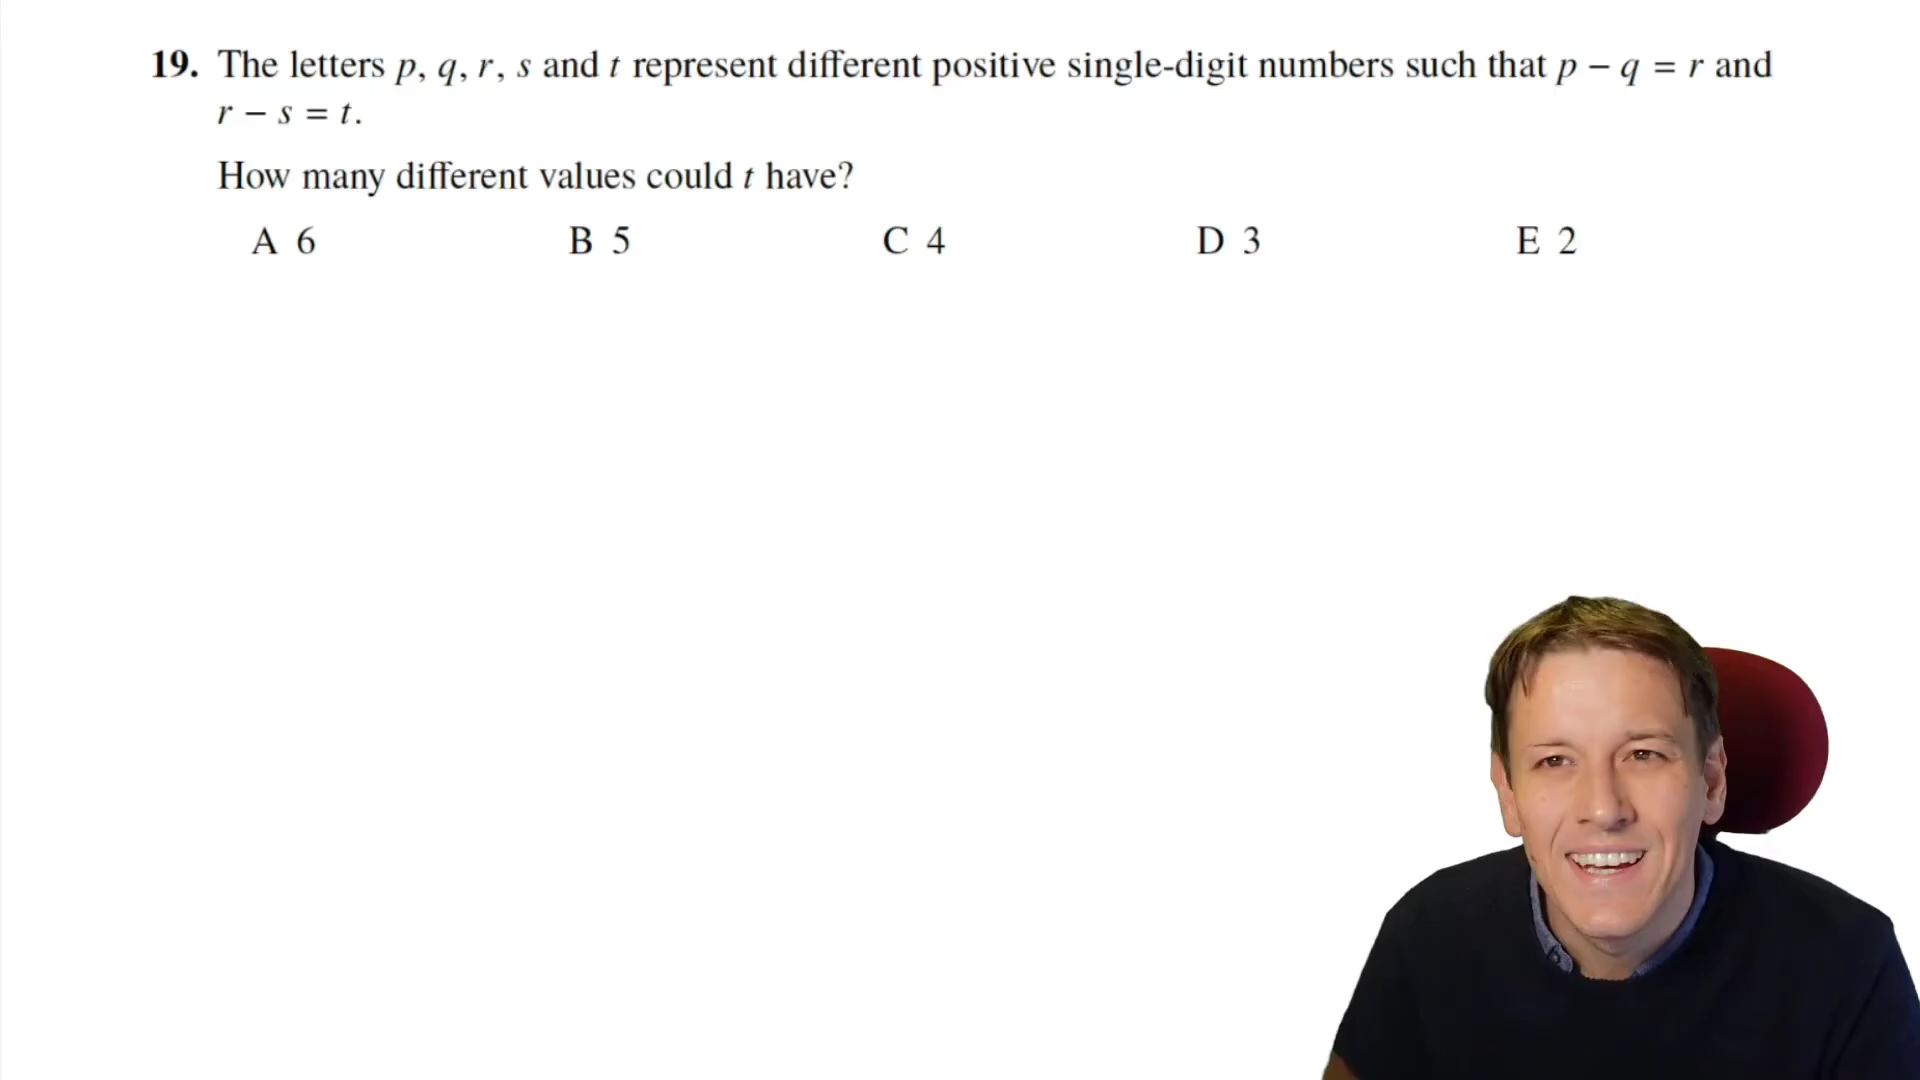 19. The letters p, q, r, s and t represent different positive single-digit numbers such that p − q = r and
r − s = t.
How many different values could t have?
A 6 B 5 C 4 D 3 E 2